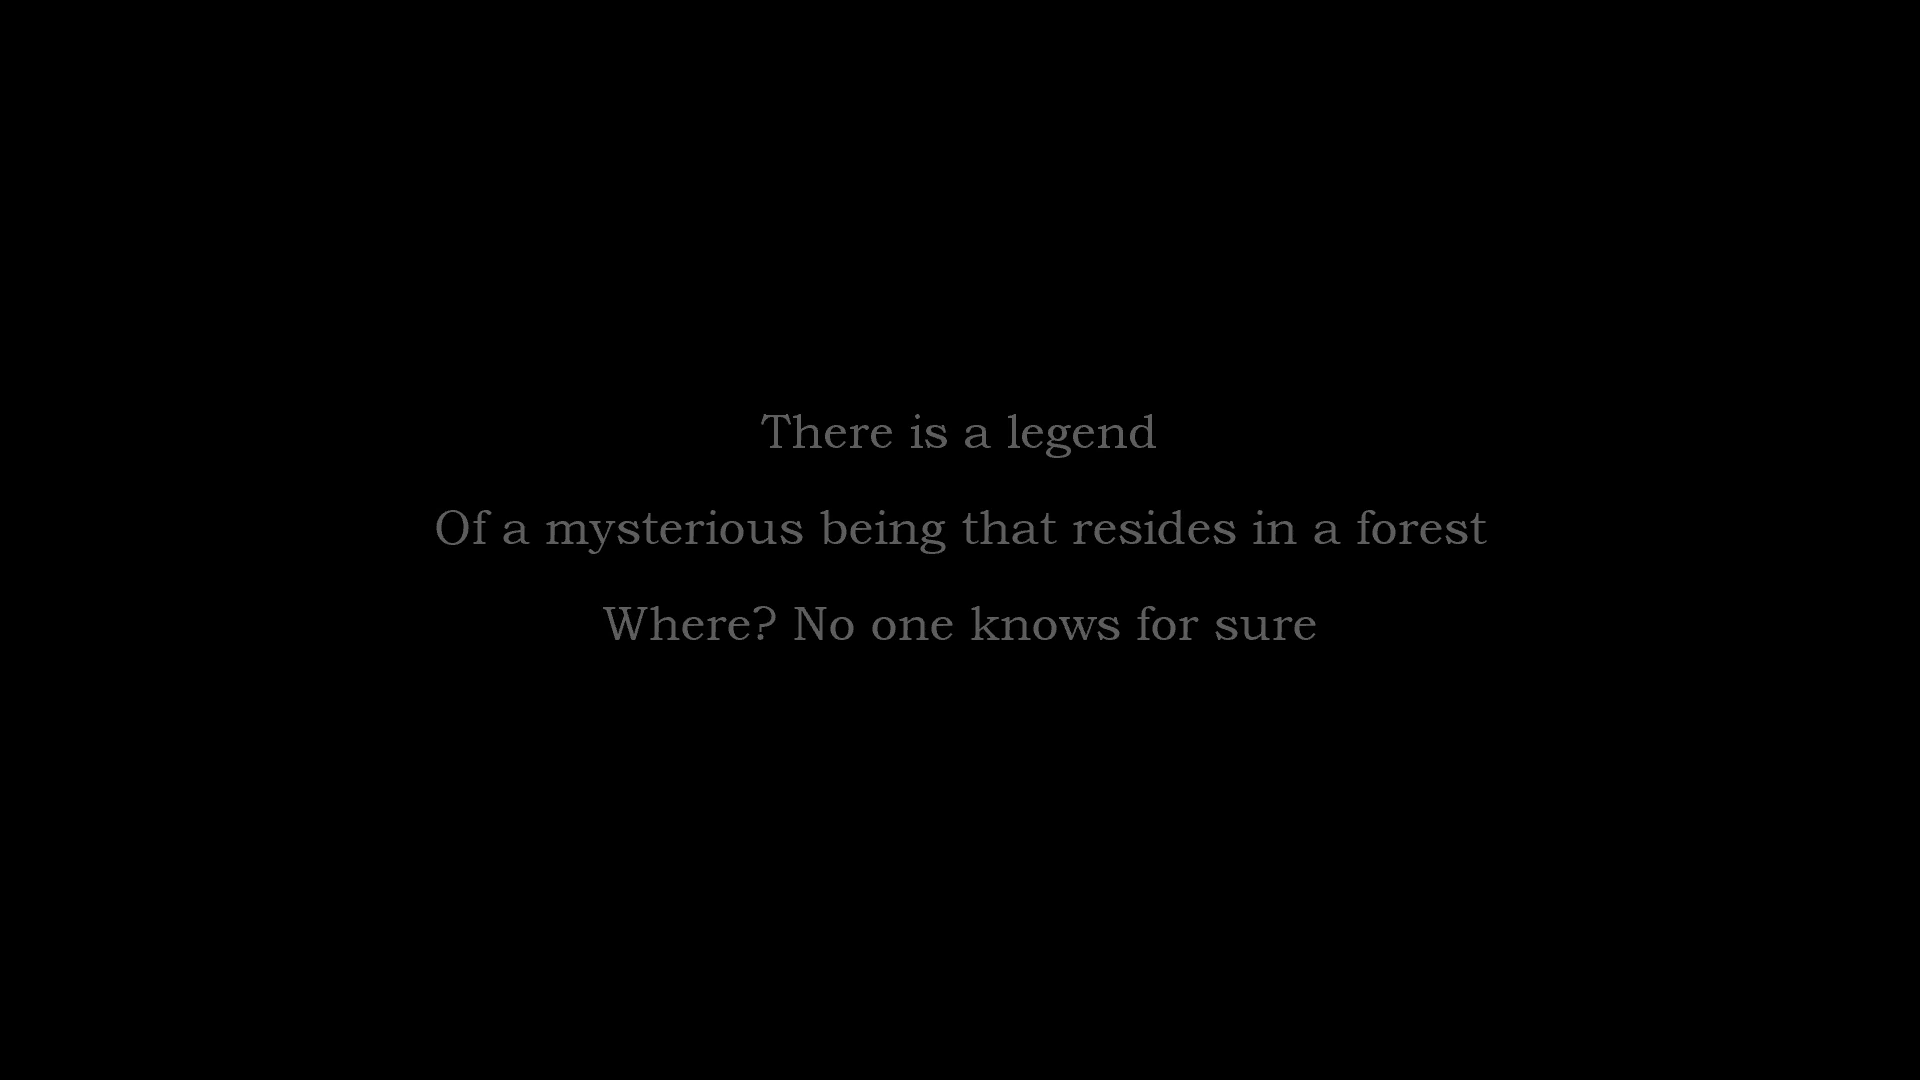 There is a legend
Of a mysterious being that resides in a forest
Where? No one knows for sure